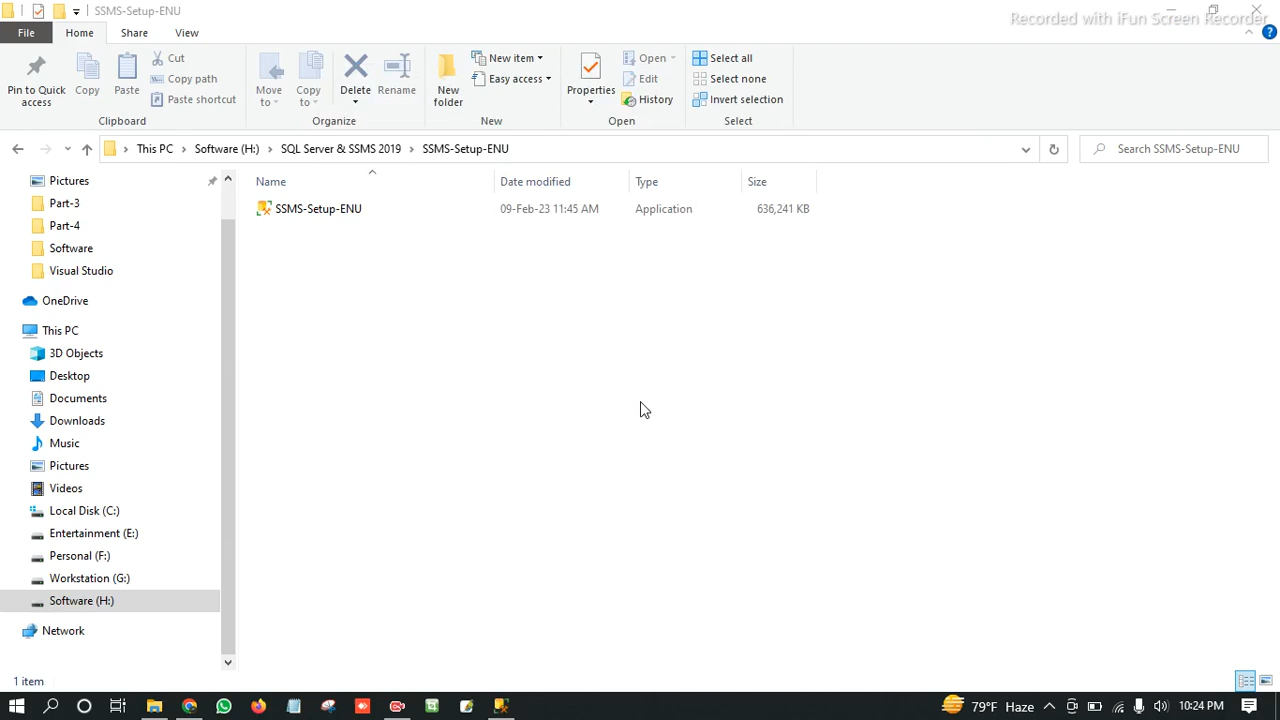 SSMS-Setup-ENU
Recorded with iFun Screen Recorder
File
Home
Share
View
Pin to Quick access
Copy
Paste
Cut
Copy path
Paste shortcut
Clipboard
Move to
Copy to
Delete
Rename
Organize
New folder
New item
Easy access
New
Properties
Open
Edit
History
Open
Select all
Select none
Invert selection
Select
This PC > Software (H:) > SQL Server & SSMS 2019 > SSMS-Setup-ENU
Search SSMS-Setup-ENU
Pictures
Part-3
Part-4
Software
Visual Studio
OneDrive
This PC
3D Objects
Desktop
Documents
Downloads
Music
Pictures
Videos
Local Disk (C:)
Entertainment (E:)
Personal (F:)
Workstation (G:)
Software (H:)
Network
Name Date modified Type Size
SSMS-Setup-ENU 09-Feb-23 11:45 AM Application 636,241 KB
1 item
79°F Haze
10:24 PM